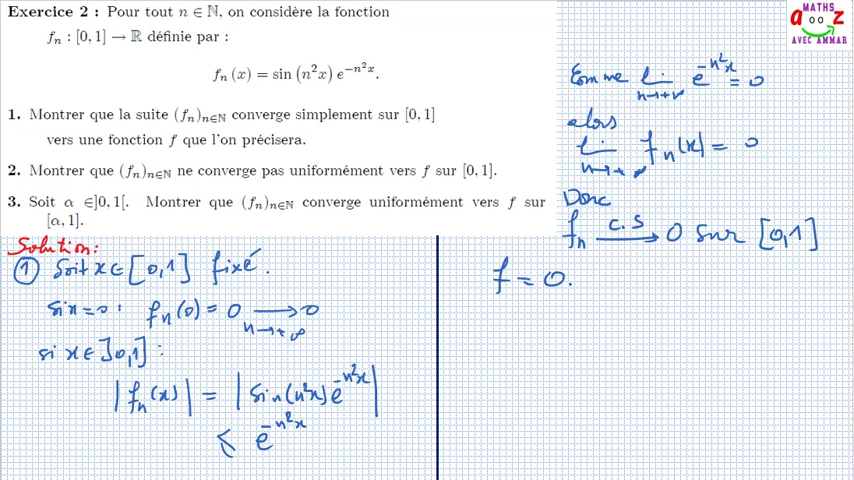 Exercice 2 : Pour tout n ∈ ℕ, on considère la fonction
fₙ : [0, 1] → ℝ définie par :
fₙ (x) = sin (n²x) e^{−n²x}.
1. Montrer que la suite (fₙ)ₙ∈ℕ converge simplement sur [0, 1]
vers une fonction f que l'on précisera.
2. Montrer que (fₙ)ₙ∈ℕ ne converge pas uniformément vers f sur [0, 1].
3. Soit α ∈]0, 1[. Montrer que (fₙ)ₙ∈ℕ converge uniformément vers f sur
[α, 1].
Solution:
① Soit x ∈ [0,1] fixé.
si x=0 : fₙ(0) = 0 → 0
n→+∞
si x ∈ ]0,1] :
|fₙ(x)| = |sin(n²x) e^{-n²x}|
≤ e^{-n²x}
MATHS
a oo z
AVEC AMMAR
Comme lim e^{-n²x} = 0
n→+∞
alors
lim fₙ(x) = 0
n→+∞
Donc
fₙ —C.S→ 0 sur [0,1]
f = 0.